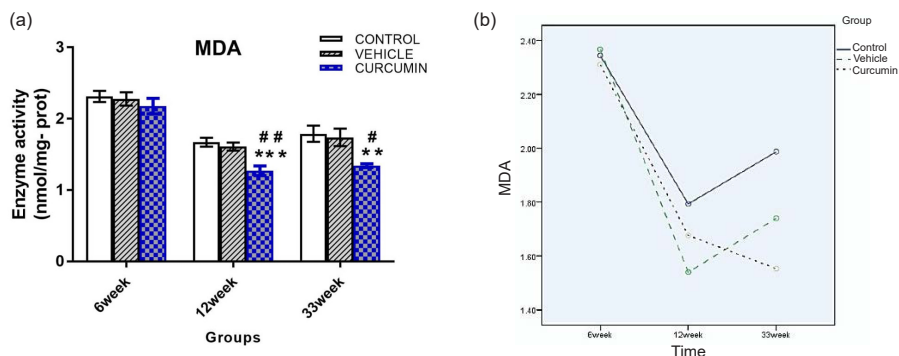 (a)
MDA
CONTROL
VEHICLE
CURCUMIN
Enzyme activity
(nmol/mg- prot)
3
2
1
0
# #
***
#
**
6week
12week
33week
Groups
(b)
Group
Control
Vehicle
Curcumin
MDA
2.40
2.20
2.00
1.80
1.60
1.40
6week
12week
33week
Time